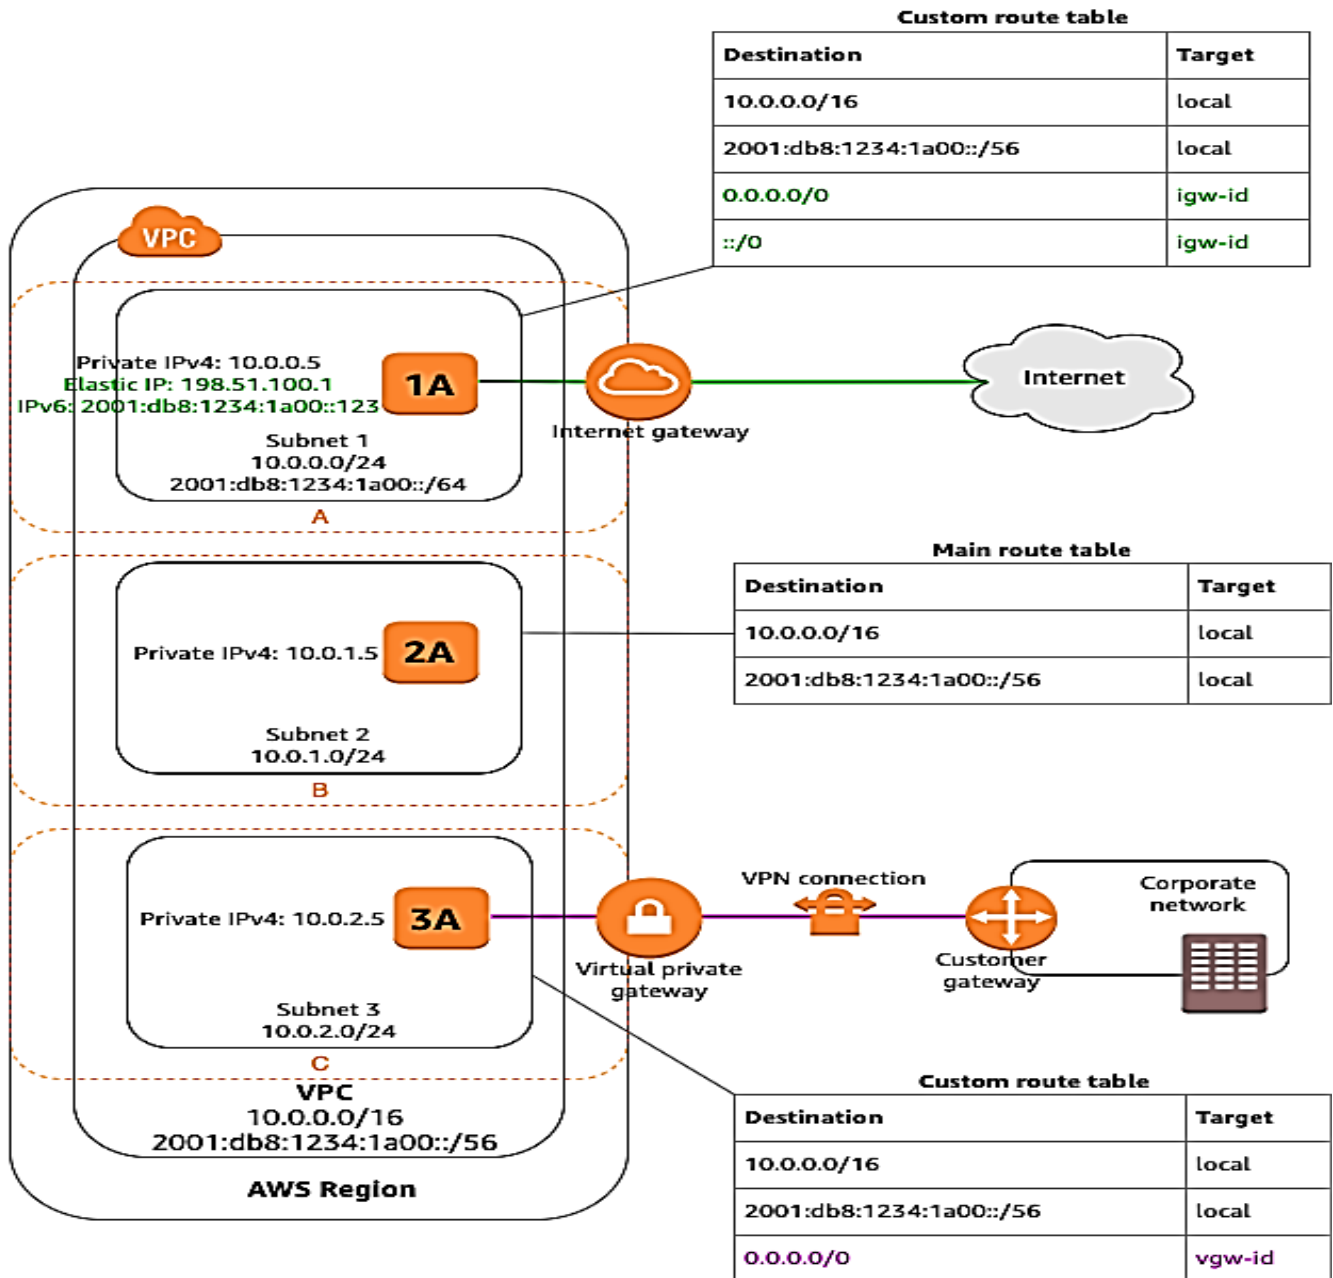 Custom route table
Destination Target
10.0.0.0/16 local
2001:db8:1234:1a00::/56 local
0.0.0.0/0 igw-id
::/0 igw-id
VPC
Private IPv4: 10.0.0.5
Elastic IP: 198.51.100.1
IPv6: 2001:db8:1234:1a00::123
1A
Subnet 1
10.0.0.0/24
2001:db8:1234:1a00::/64
A
Internet gateway
Internet
Main route table
Destination Target
10.0.0.0/16 local
2001:db8:1234:1a00::/56 local
Private IPv4: 10.0.1.5
2A
Subnet 2
10.0.1.0/24
B
Private IPv4: 10.0.2.5
3A
Subnet 3
10.0.2.0/24
C
Virtual private
gateway
VPN connection
Customer
gateway
Corporate
network
VPC
10.0.0.0/16
2001:db8:1234:1a00::/56
AWS Region
Custom route table
Destination Target
10.0.0.0/16 local
2001:db8:1234:1a00::/56 local
0.0.0.0/0 vgw-id